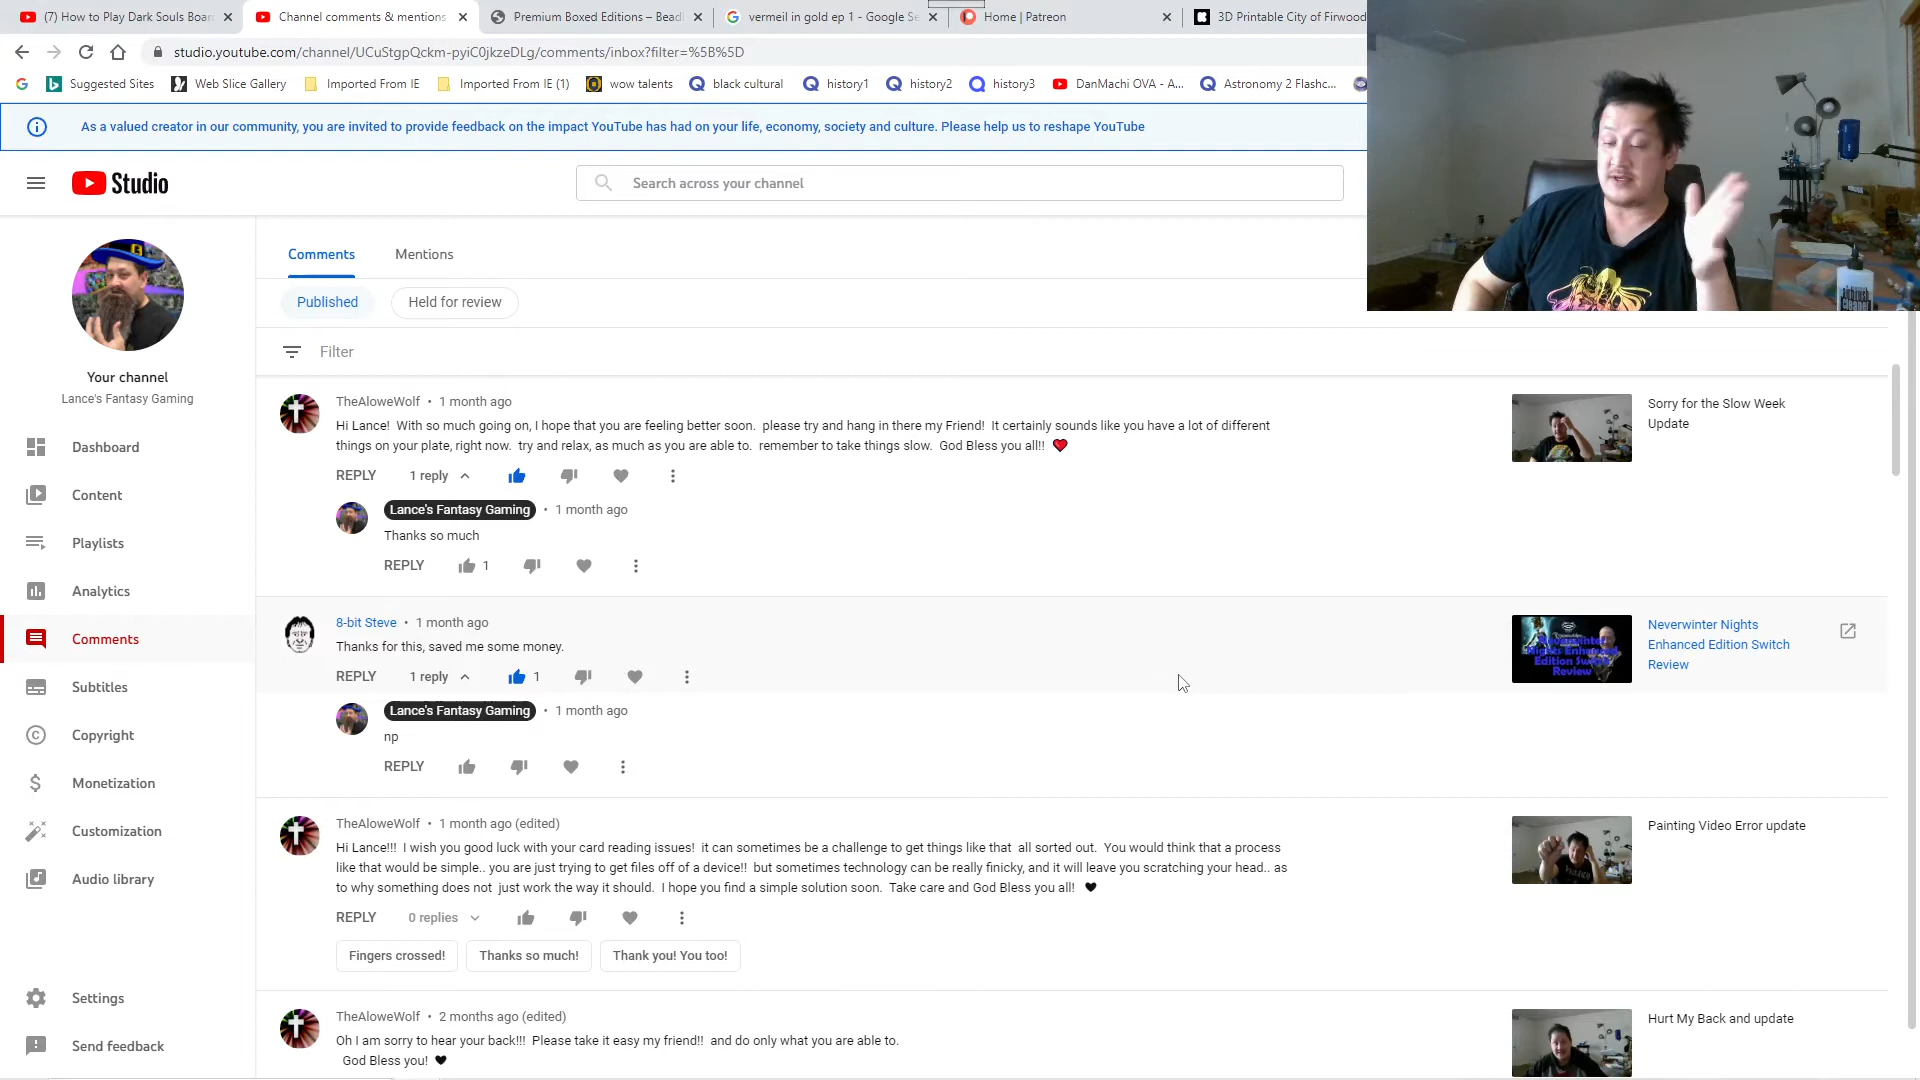 (7) How to Play Dark Souls Boar
Channel comments & mentions
Premium Boxed Editions – Beadl
vermeil in gold ep 1 - Google Se
Home | Patreon
3D Printable City of Firwood
studio.youtube.com/channel/UCuStgpQckm-pyiC0jkzeDLg/comments/inbox?filter=%5B%5D
Suggested Sites
Web Slice Gallery
Imported From IE
Imported From IE (1)
wow talents
black cultural
history1
history2
history3
DanMachi OVA - A...
Astronomy 2 Flashc...
As a valued creator in our community, you are invited to provide feedback on the impact YouTube has had on your life, economy, society and culture. Please help us to reshape YouTube
Studio
Search across your channel
Your channel
Lance's Fantasy Gaming
Dashboard
Content
Playlists
Analytics
Comments
Subtitles
Copyright
Monetization
Customization
Audio library
Settings
Send feedback
Comments
Mentions
Published
Held for review
Filter
TheAloweWolf • 1 month ago
Hi Lance! With so much going on, I hope that you are feeling better soon. please try and hang in there my Friend! It certainly sounds like you have a lot of different
things on your plate, right now. try and relax, as much as you are able to. remember to take things slow. God Bless you all!! ❤
REPLY 1 reply
Sorry for the Slow Week
Update
Lance's Fantasy Gaming • 1 month ago
Thanks so much
REPLY 1
8-bit Steve • 1 month ago
Thanks for this, saved me some money.
REPLY 1 reply 1
Neverwinter
Nights Enhanced
Edition Switch
Review
Neverwinter Nights
Enhanced Edition Switch
Review
Lance's Fantasy Gaming • 1 month ago
np
REPLY
TheAloweWolf • 1 month ago (edited)
Hi Lance!!! I wish you good luck with your card reading issues! it can sometimes be a challenge to get things like that all sorted out. You would think that a process
like that would be simple.. you are just trying to get files off of a device!! but sometimes technology can be really finicky, and it will leave you scratching your head.. as
to why something does not just work the way it should. I hope you find a simple solution soon. Take care and God Bless you all! 🖤
REPLY 0 replies
Fingers crossed!
Thanks so much!
Thank you! You too!
Painting Video Error update
TheAloweWolf • 2 months ago (edited)
Oh I am sorry to hear your back!!! Please take it easy my friend!! and do only what you are able to.
God Bless you! 🖤
Hurt My Back and update
airbrush
cleaner